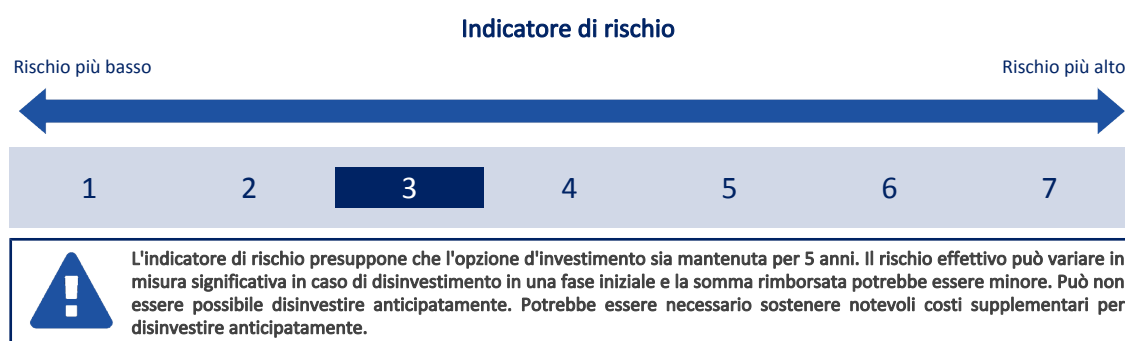 Indicatore di rischio
Rischio più basso Rischio più alto
1 2 3 4 5 6 7
L'indicatore di rischio presuppone che l'opzione d'investimento sia mantenuta per 5 anni. Il rischio effettivo può variare in
misura significativa in caso di disinvestimento in una fase iniziale e la somma rimborsata potrebbe essere minore. Può non
essere possibile disinvestire anticipatamente. Potrebbe essere necessario sostenere notevoli costi supplementari per
disinvestire anticipatamente.